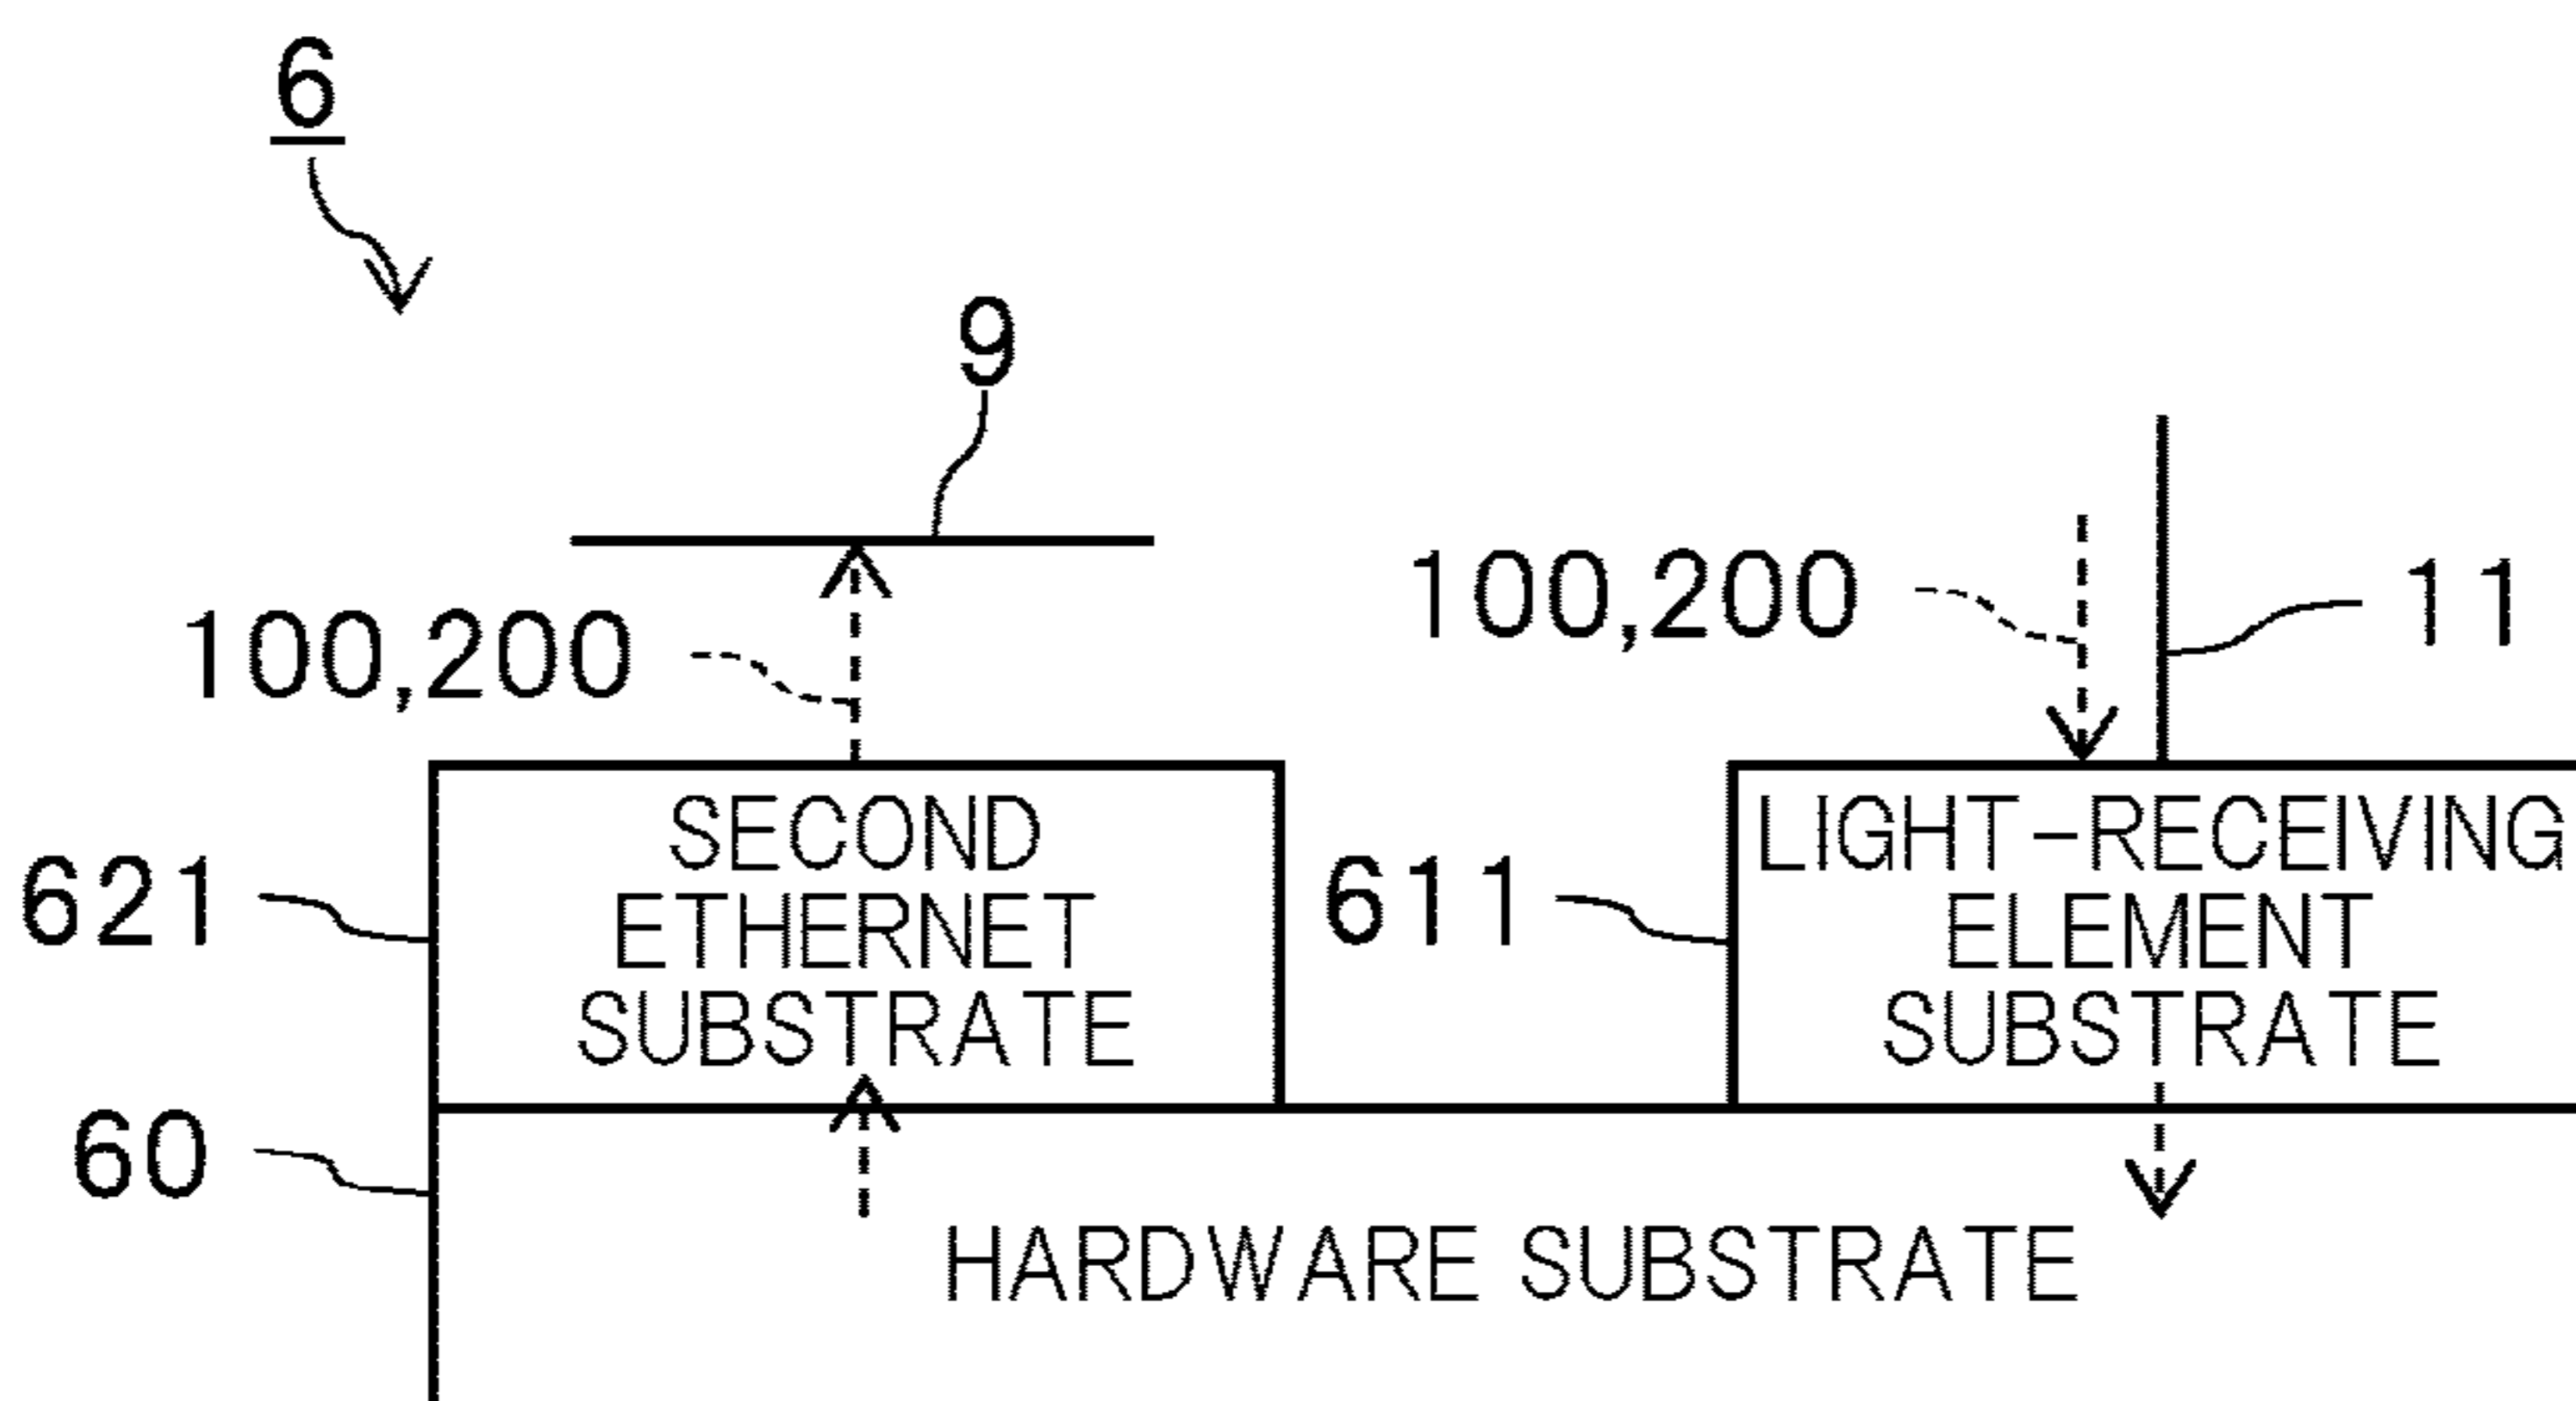 6
9
100,200
100,200
11
SECOND
ETHERNET
SUBSTRATE
621
LIGHT-RECEIVING
ELEMENT
SUBSTRATE
611
60
HARDWARE SUBSTRATE